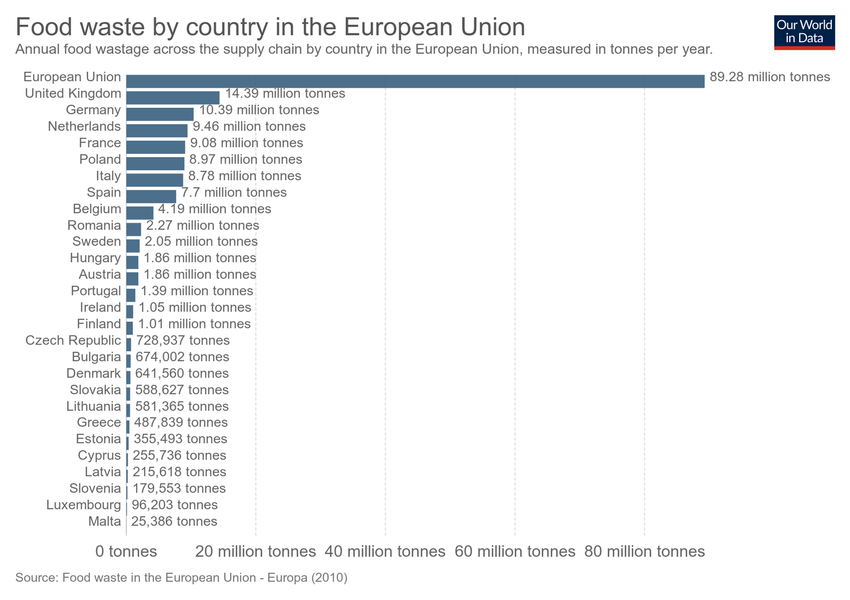 Food waste by country in the European Union
Our World
in Data
Annual food wastage across the supply chain by country in the European Union, measured in tonnes per year.
European Union 89.28 million tonnes
United Kingdom 14.39 million tonnes
Germany 10.39 million tonnes
Netherlands 9.46 million tonnes
France 9.08 million tonnes
Poland 8.97 million tonnes
Italy 8.78 million tonnes
Spain 7.7 million tonnes
Belgium 4.19 million tonnes
Romania 2.27 million tonnes
Sweden 2.05 million tonnes
Hungary 1.86 million tonnes
Austria 1.86 million tonnes
Portugal 1.39 million tonnes
Ireland 1.05 million tonnes
Finland 1.01 million tonnes
Czech Republic 728,937 tonnes
Bulgaria 674,002 tonnes
Denmark 641,560 tonnes
Slovakia 588,627 tonnes
Lithuania 581,365 tonnes
Greece 487,839 tonnes
Estonia 355,493 tonnes
Cyprus 255,736 tonnes
Latvia 215,618 tonnes
Slovenia 179,553 tonnes
Luxembourg 96,203 tonnes
Malta 25,386 tonnes
0 tonnes 20 million tonnes 40 million tonnes 60 million tonnes 80 million tonnes
Source: Food waste in the European Union - Europa (2010)